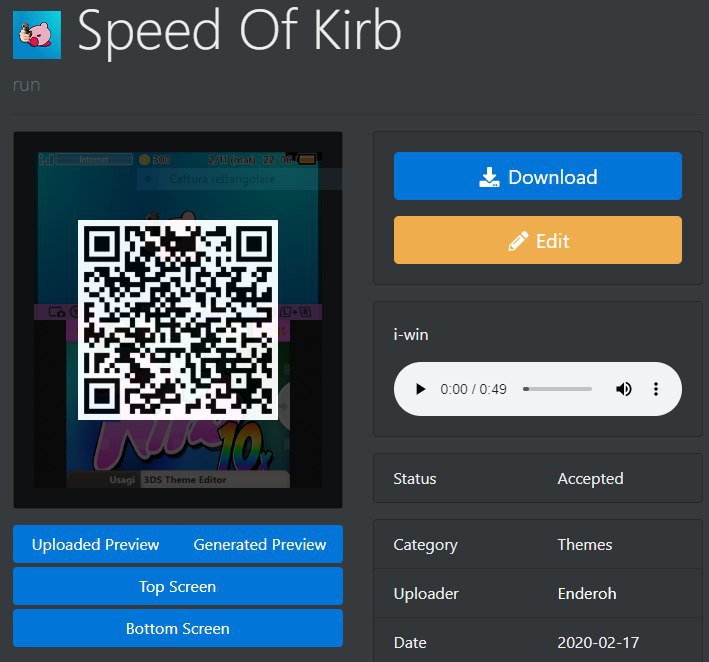 Speed Of Kirb
run
Internet 300 2/11 (mar) 22
Cattura rettangolare
10
Usagi 3DS Theme Editor
Uploaded Preview Generated Preview
Top Screen
Bottom Screen
Download
Edit
i-win
0:00 / 0:49
Status Accepted
Category Themes
Uploader Enderoh
Date 2020-02-17